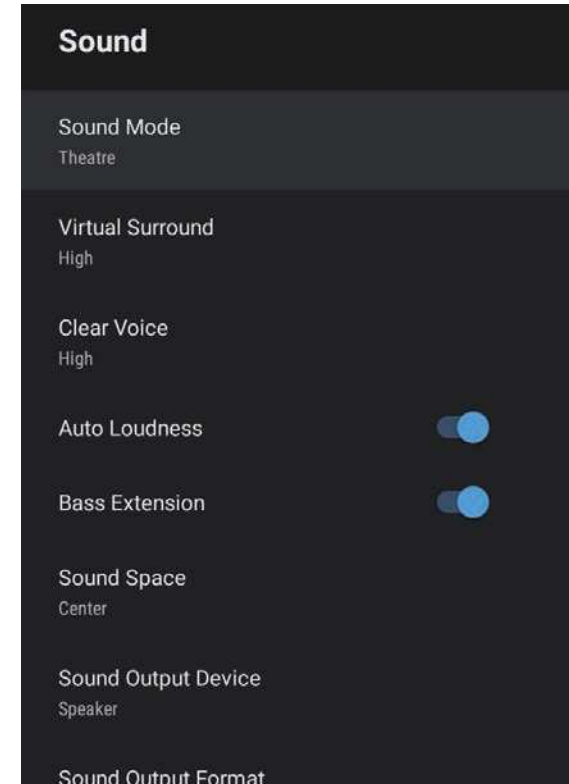 Sound
Sound Mode
Theatre
Virtual Surround
High
Clear Voice
High
Auto Loudness
Bass Extension
Sound Space
Center
Sound Output Device
Speaker
Sound Output Format